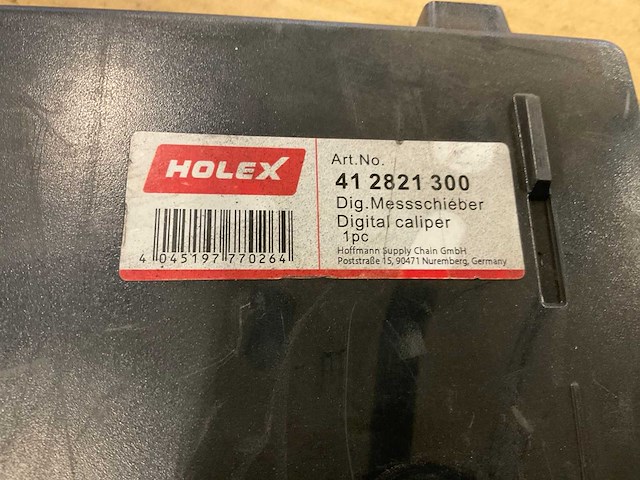 HOLEX
4 045197 770264
Art.No.
41 2821 300
Dig.Messschieber
Digital caliper
1pc
Hoffmann Supply Chain GmbH
Poststraße 15, 90471 Nuremberg, Germany